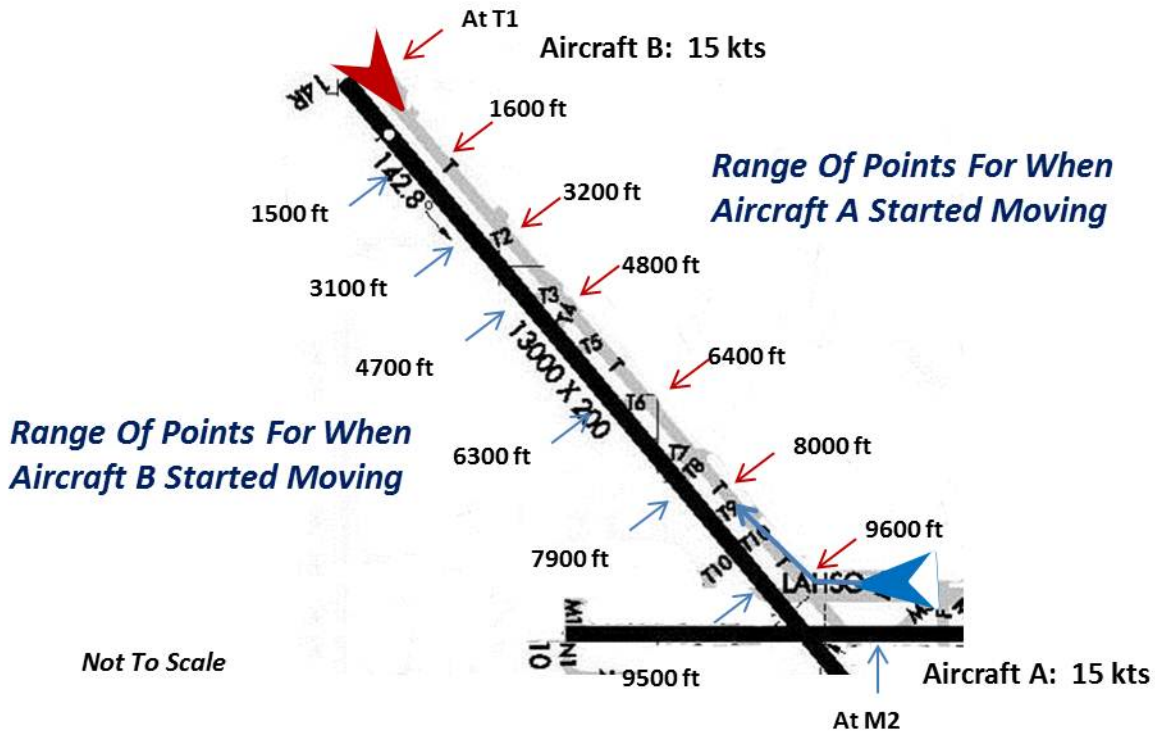 At T1
Aircraft B: 15 kts
14R
1600 ft
Range Of Points For When
Aircraft A Started Moving
142.8°
T
1500 ft
3200 ft
T2
3100 ft
4800 ft
T3
T4
4700 ft
13000 X 200
T5
T
6400 ft
T6
Range Of Points For When
Aircraft B Started Moving
6300 ft
T7
T8
8000 ft
T
T9
9600 ft
7900 ft
T10
T10
T
LAHSO
M
F
M1
W
10
N1
Not To Scale
9500 ft
Aircraft A: 15 kts
At M2